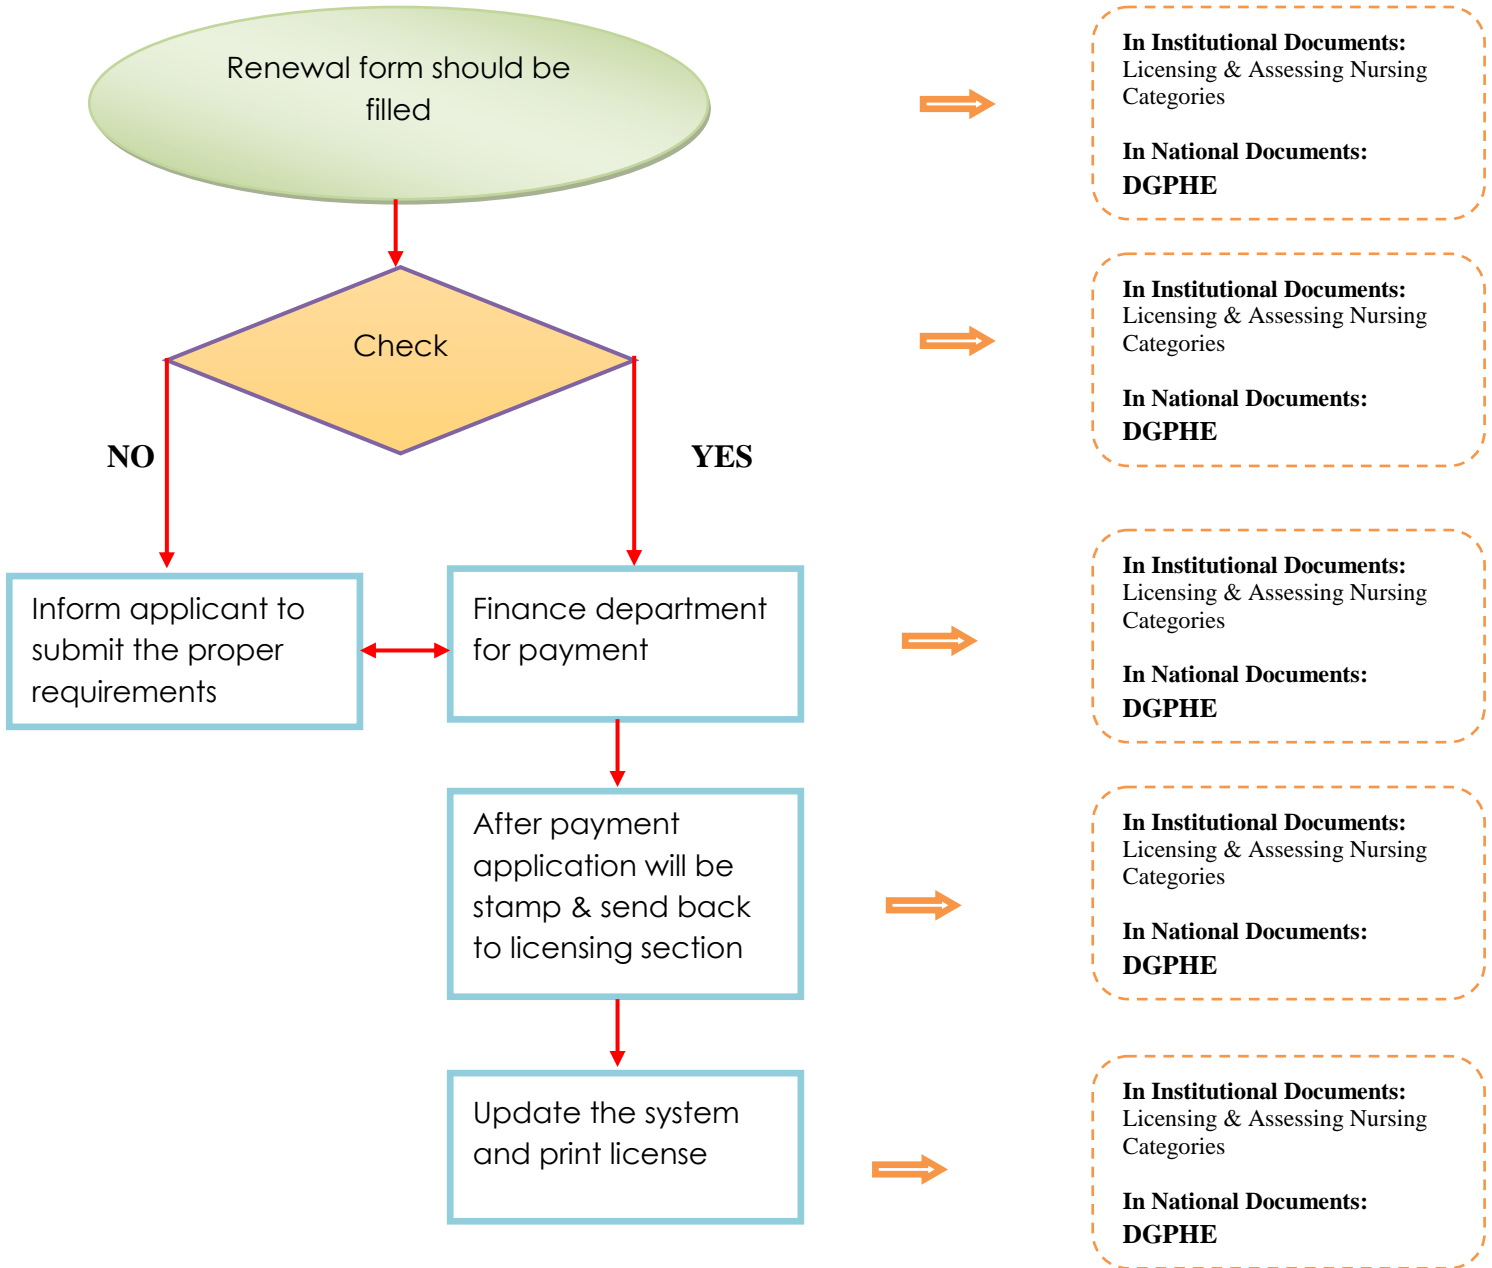 Renewal form should be
filled
In Institutional Documents:
Licensing & Assessing Nursing
Categories
In National Documents:
DGPHE
Check
In Institutional Documents:
Licensing & Assessing Nursing
Categories
In National Documents:
DGPHE
NO
YES
Inform applicant to
submit the proper
requirements
Finance department
for payment
In Institutional Documents:
Licensing & Assessing Nursing
Categories
In National Documents:
DGPHE
After payment
application will be
stamp & send back
to licensing section
In Institutional Documents:
Licensing & Assessing Nursing
Categories
In National Documents:
DGPHE
Update the system
and print license
In Institutional Documents:
Licensing & Assessing Nursing
Categories
In National Documents:
DGPHE